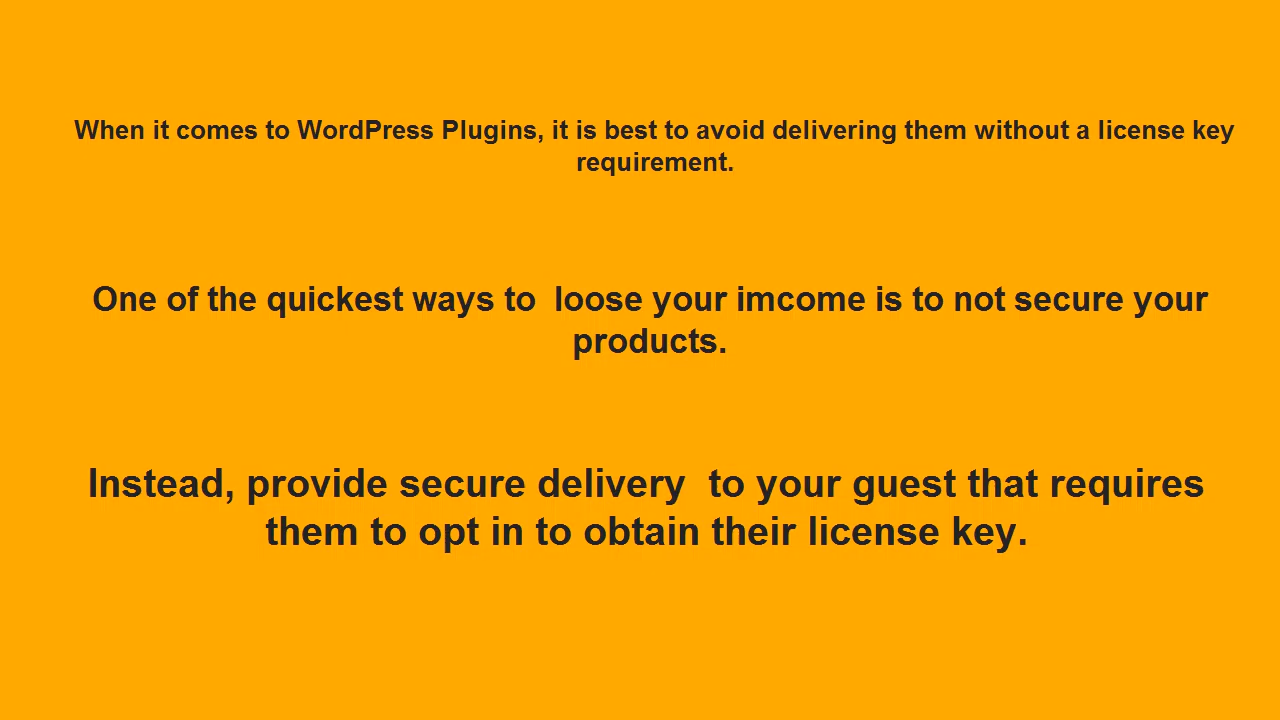 When it comes to WordPress Plugins, it is best to avoid delivering them without a license key
requirement.
One of the quickest ways to  loose your imcome is to not secure your
products.
Instead, provide secure delivery  to your guest that requires
them to opt in to obtain their license key.